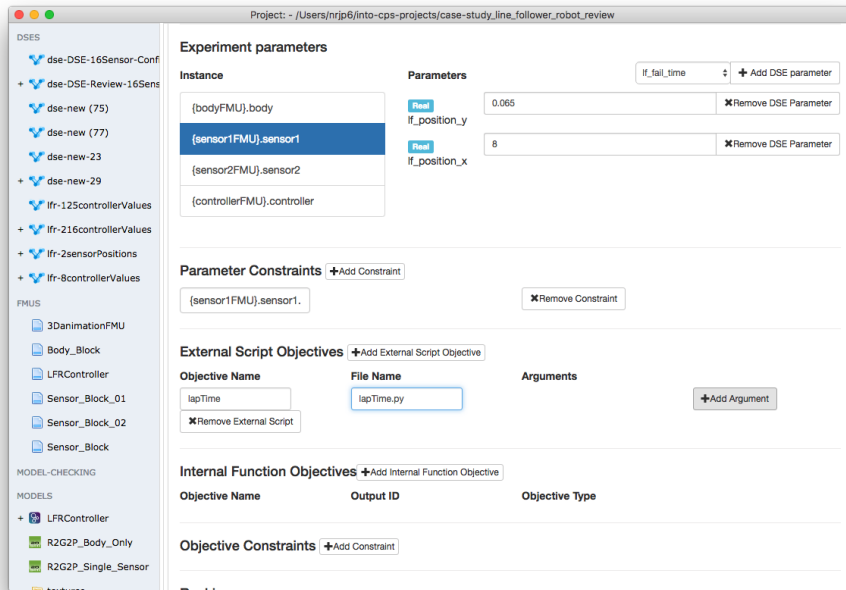 Project: - /Users/nrjp6/into-cps-projects/case-study_line_follower_robot_review
DSES
dse-DSE-16Sensor-Confi
+ dse-DSE-Review-16Sens
dse-new (75)
dse-new (77)
dse-new-23
+ dse-new-29
lfr-125controllerValues
+ lfr-216controllerValues
+ lfr-2sensorPositions
+ lfr-8controllerValues
FMUS
3DanimationFMU
Body_Block
LFRController
Sensor_Block_01
Sensor_Block_02
Sensor_Block
MODEL-CHECKING
MODELS
+ LFRController
R2G2P_Body_Only
R2G2P_Single_Sensor
Experiment parameters
Instance
{bodyFMU}.body
{sensor1FMU}.sensor1
{sensor2FMU}.sensor2
{controllerFMU}.controller
Parameters
lf_fail_time
+ Add DSE parameter
Real
lf_position_y
0.065
✖Remove DSE Parameter
Real
lf_position_x
8
✖Remove DSE Parameter
Parameter Constraints +Add Constraint
{sensor1FMU}.sensor1.
✖Remove Constraint
External Script Objectives +Add External Script Objective
Objective Name File Name Arguments
lapTime lapTime.py +Add Argument
✖Remove External Script
Internal Function Objectives +Add Internal Function Objective
Objective Name Output ID Objective Type
Objective Constraints +Add Constraint